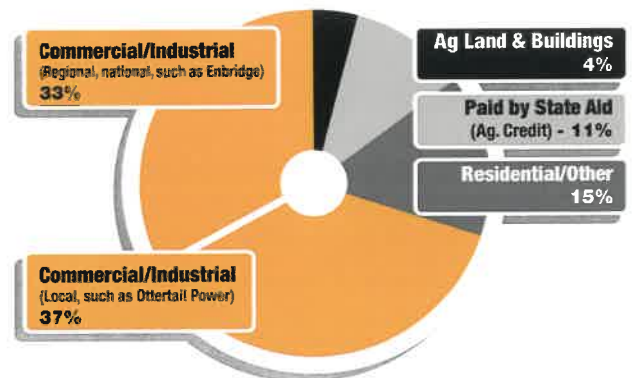 Commercial/Industrial
(Regional, national, such as Enbridge)
33%
Ag Land & Buildings
4%
Paid by State Aid
(Ag. Credit) - 11%
Residential/Other
15%
Commercial/Industrial
(Local, such as Ottertail Power)
37%